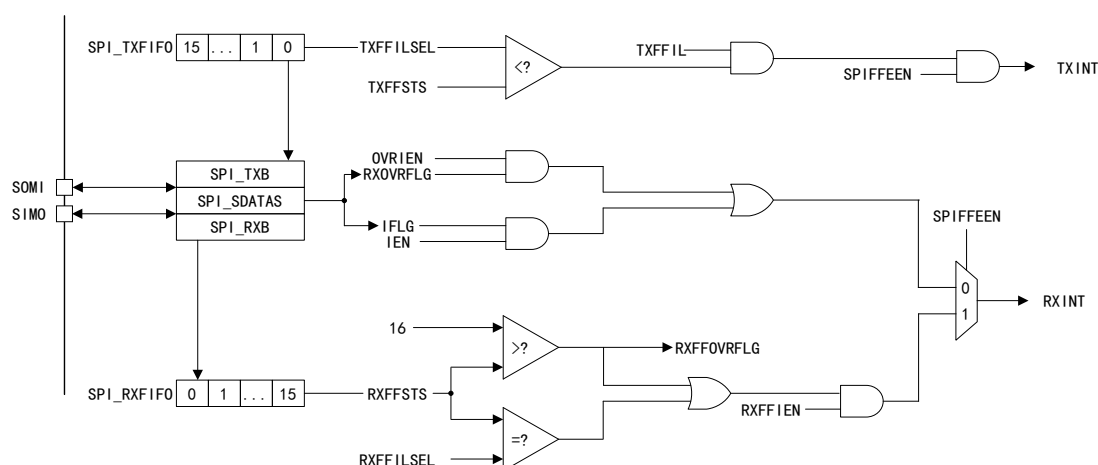 SPI_TXFIFO 15 ... 1 0 TXFFILSEL
TXFFSTS
<?
TXFFIL
SPIFFEEN
TXINT
SOMI
SIMO
SPI_TXB
SPI_SDATAS
SPI_RXB
OVRIEN
RXOVRFLG
IFLG
IEN
SPIFFEEN
0
1
RXINT
16
>?
RXFFOVRFLG
SPI_RXFIFO 0 1 ... 15 RXFFSTS
RXFFIEN
=?
RXFFILSEL